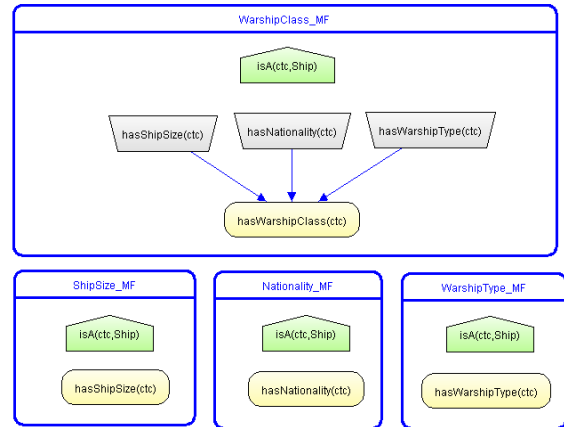 WarshipClass_MF
isA(ctc,Ship)
hasShipSize(ctc)
hasNationality(ctc)
hasWarshipType(ctc)
hasWarshipClass(ctc)
ShipSize_MF
isA(ctc,Ship)
hasShipSize(ctc)
Nationality_MF
isA(ctc,Ship)
hasNationality(ctc)
WarshipType_MF
isA(ctc,Ship)
hasWarshipType(ctc)